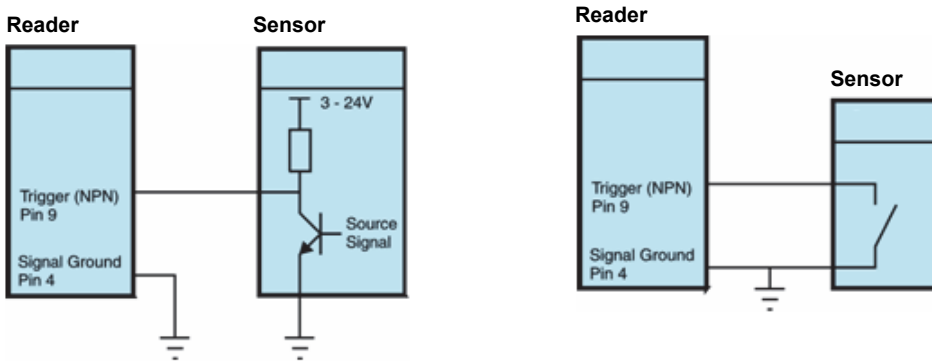 Reader
Sensor
3 - 24V
Trigger (NPN)
Pin 9
Source
Signal
Signal Ground
Pin 4
Reader
Sensor
Trigger (NPN)
Pin 9
Signal Ground
Pin 4